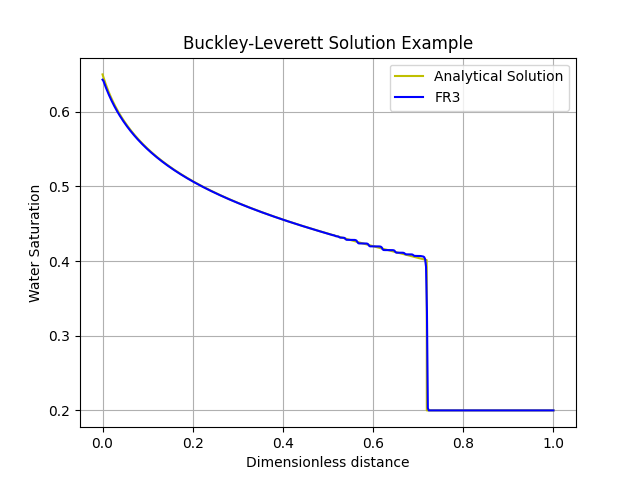 Buckley-Leverett Solution Example
Analytical Solution
FR3
0.6
0.5
0.4
0.3
0.2
Water Saturation
0.0 0.2 0.4 0.6 0.8 1.0
Dimensionless distance